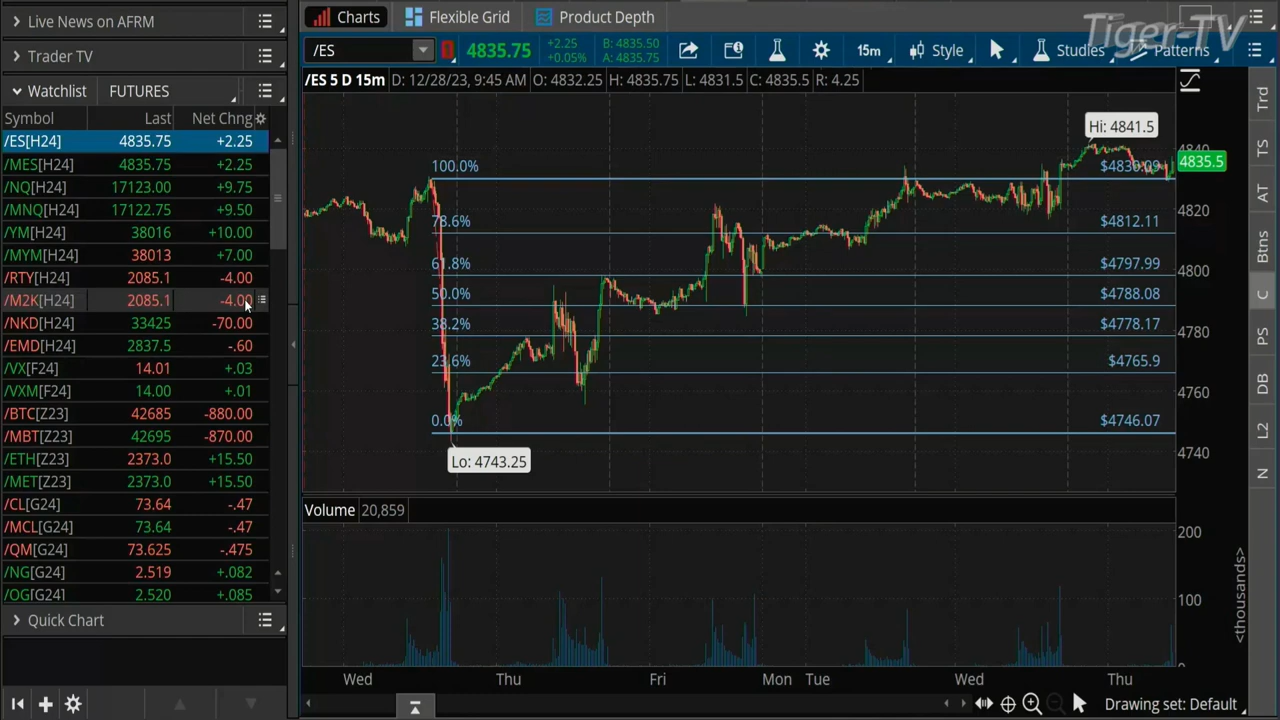 Live News on AFRM
Trader TV
Watchlist FUTURES
Symbol Last Net Chng
/ES[H24] 4835.75 +2.25
/MES[H24] 4835.75 +2.25
/NQ[H24] 17123.00 +9.75
/MNQ[H24] 17122.75 +9.50
/YM[H24] 38016 +10.00
/MYM[H24] 38013 +7.00
/RTY[H24] 2085.1 -4.00
/M2K[H24] 2085.1 -4.00
/NKD[H24] 33425 -70.00
/EMD[H24] 2837.5 -.60
/VX[F24] 14.01 +.03
/VXM[F24] 14.00 +.01
/BTC[Z23] 42685 -880.00
/MBT[Z23] 42695 -870.00
/ETH[Z23] 2373.0 +15.50
/MET[Z23] 2373.0 +15.50
/CL[G24] 73.64 -.47
/MCL[G24] 73.64 -.47
/QM[G24] 73.625 -.475
/NG[G24] 2.519 +.082
/OG[G24] 2.520 +.085
Quick Chart
Charts Flexible Grid Product Depth
Tiger-TV
/ES 4835.75 +2.25 B: 4835.50 15m Style Studies Patterns
+0.05% A: 4835.75
/ES 5 D 15m D: 12/28/23, 9:45 AM O: 4832.25 H: 4835.75 L: 4831.5 C: 4835.5 R: 4.25
Hi: 4841.5
4840
4835.5
100.0%
78.6% $4812.11
4820
61.8% $4797.99
4800
50.0% $4788.08
38.2% $4778.17
4780
23.6% $4765.9
4760
0.0% $4746.07
Lo: 4743.25
4740
Volume 20,859
200
100
0
<thousands>
Wed Thu Fri Mon Tue Wed Thu
Drawing set: Default
Trd
TS
AT
Btns
C
PS
DB
L2
N